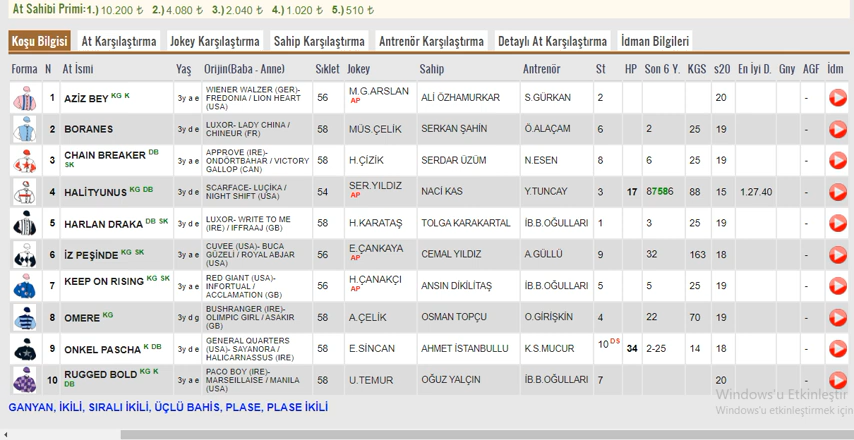 At Sahibi Primi:1.) 10.200 ₺ 2.) 4.080 ₺ 3.) 2.040 ₺ 4.) 1.020 ₺ 5.) 510 ₺
Koşu Bilgisi At Karşılaştırma Jokey Karşılaştırma Sahip Karşılaştırma Antrenör Karşılaştırma Detaylı At Karşılaştırma İdman Bilgileri
Forma N At İsmi Yaş Orijin(Baba - Anne) Sıklet Jokey Sahip Antrenör St HP Son 6 Y. KGS s20 En İyi D. Gny AGF İdm
1 AZİZ BEY KG K 3y a e WIENER WALZER (GER)- FREDONIA / LION HEART (USA) 56 M.G.ARSLAN AP ALİ ÖZHAMURKAR S.GÜRKAN 2 20 -
2 BORANES 3y d e LUXOR- LADY CHINA / CHINEUR (FR) 58 MÜS.ÇELİK SERKAN ŞAHİN Ö.ALAÇAM 6 2 25 19 -
3 CHAIN BREAKER DB SK 3y a e APPROVE (IRE)- ONDÖRTBAHAR / VICTORY GALLOP (CAN) 58 H.ÇİZİK SERDAR ÜZÜM N.ESEN 8 6 25 19 -
4 HALİTYUNUS KG DB 3y d e SCARFACE- LUÇİKA / NIGHT SHIFT (USA) 54 SER.YILDIZ AP NACİ KAS Y.TUNCAY 3 17 87586 88 15 1.27.40 -
5 HARLAN DRAKA DB SK 3y d e LUXOR- WRITE TO ME (IRE) / IFFRAAJ (GB) 58 H.KARATAŞ TOLGA KARAKARTAL İB.B.OĞULLARI 1 3 25 19 -
6 İZ PEŞİNDE KG SK 3y a e CUVEE (USA)- BUCA GÜZELİ / ROYAL ABJAR (USA) 56 E.ÇANKAYA AP CEMAL YILDIZ A.GÜLLÜ 9 32 163 18 -
7 KEEP ON RISING KG SK 3y a e RED GIANT (USA)- INFORTUAL / ACCLAMATION (GB) 56 H.ÇANAKÇI AP ANSIN DİKİLİTAŞ İB.B.OĞULLARI 5 5 25 19 -
8 OMERE KG 3y d g BUSHRANGER (IRE)- OLIMPIC GIRL / ASAKIR (GB) 58 A.ÇELİK OSMAN TOPÇU O.GİRİŞKİN 4 22 70 19 -
9 ONKEL PASCHA K DB 3y d e GENERAL QUARTERS (USA)- SAYANORA / HALICARNASSUS (IRE) 58 E.SİNCAN AHMET İSTANBULLU K.S.MUCUR 10 DS 34 2-25 14 18 -
10 RUGGED BOLD KG K DB 3y a e PACO BOY (IRE)- MARSEILLAISE / MANILA (USA) 58 U.TEMUR OĞUZ YALÇIN İB.B.OĞULLARI 7 20 -
GANYAN, İKİLİ, SIRALI İKİLİ, ÜÇLÜ BAHİS, PLASE, PLASE İKİLİ
Windows'u Etkinleştir
Windows'u etkinleştirmek için